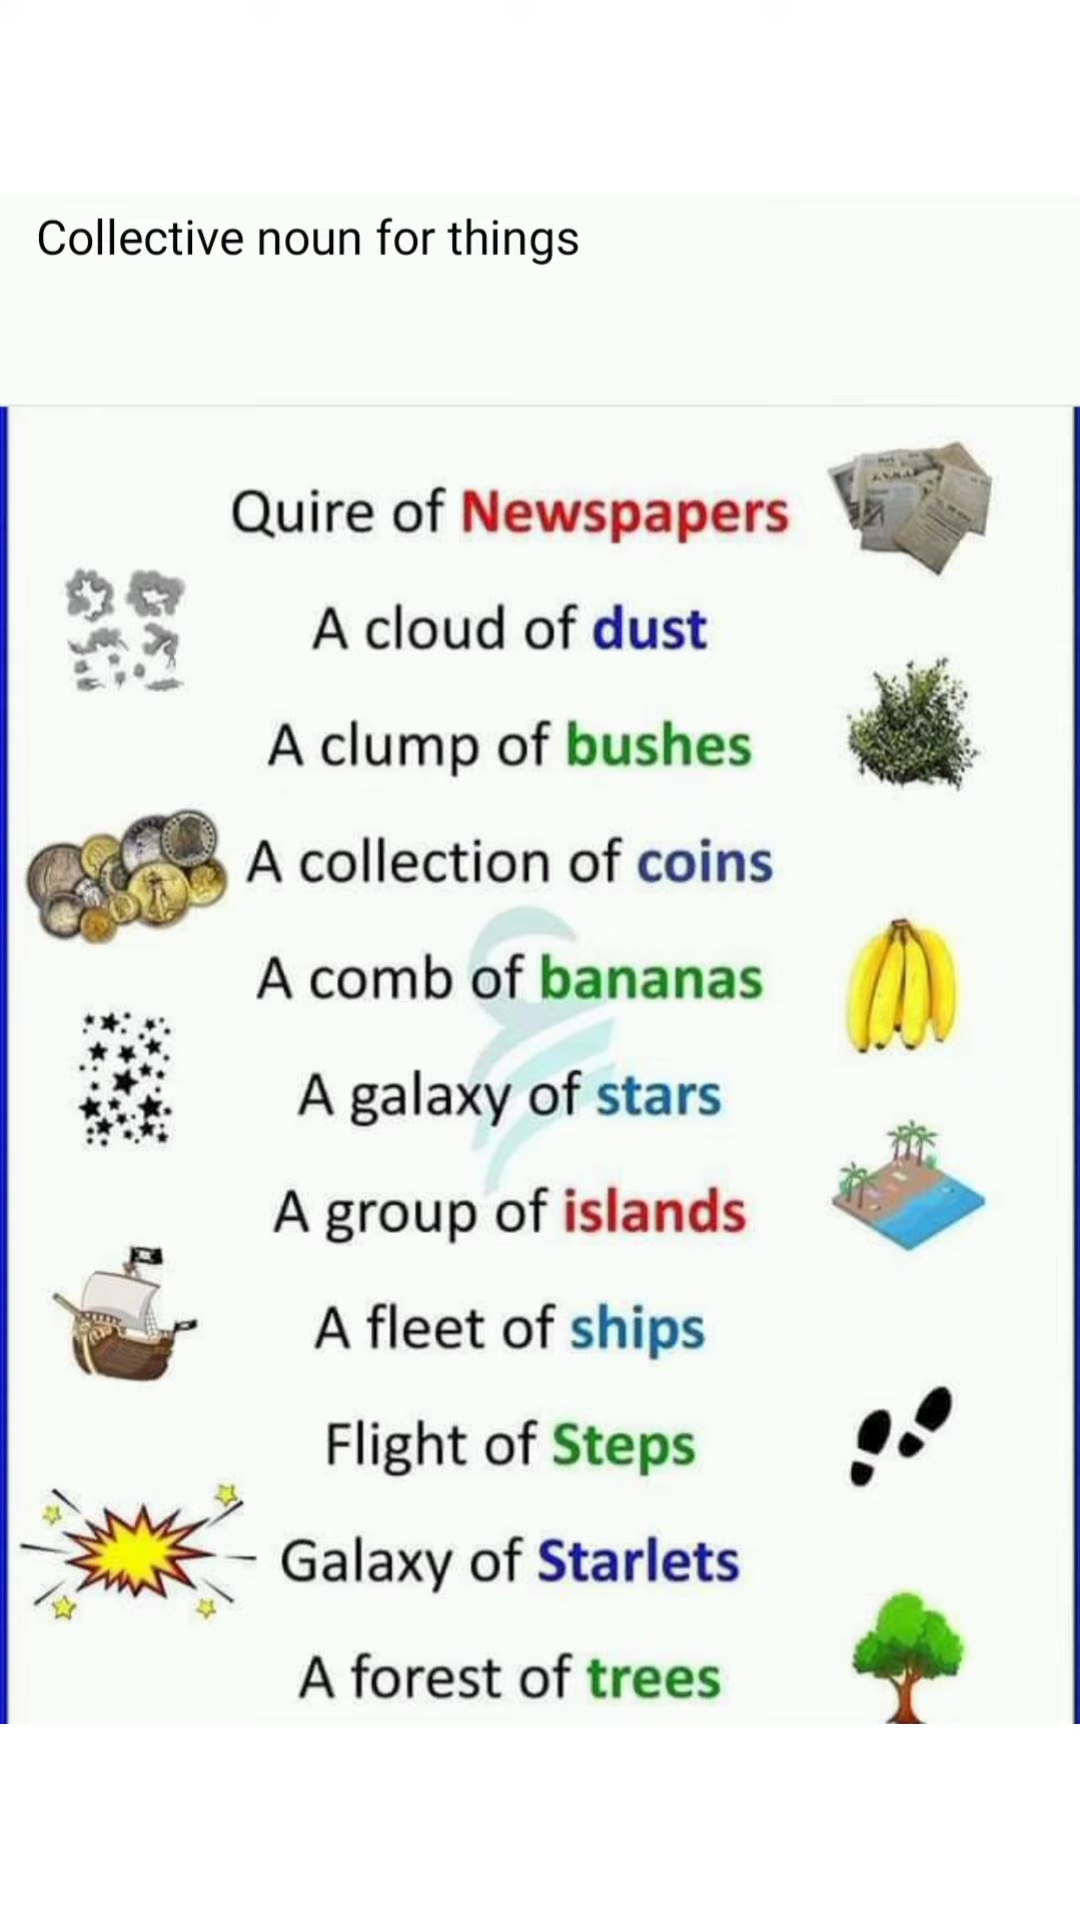 Collective noun for things
Quire of Newspapers
A cloud of dust
A clump of bushes
A collection of coins
A comb of bananas
A galaxy of stars
A group of islands
A fleet of ships
Flight of Steps
Galaxy of Starlets
A forest of trees